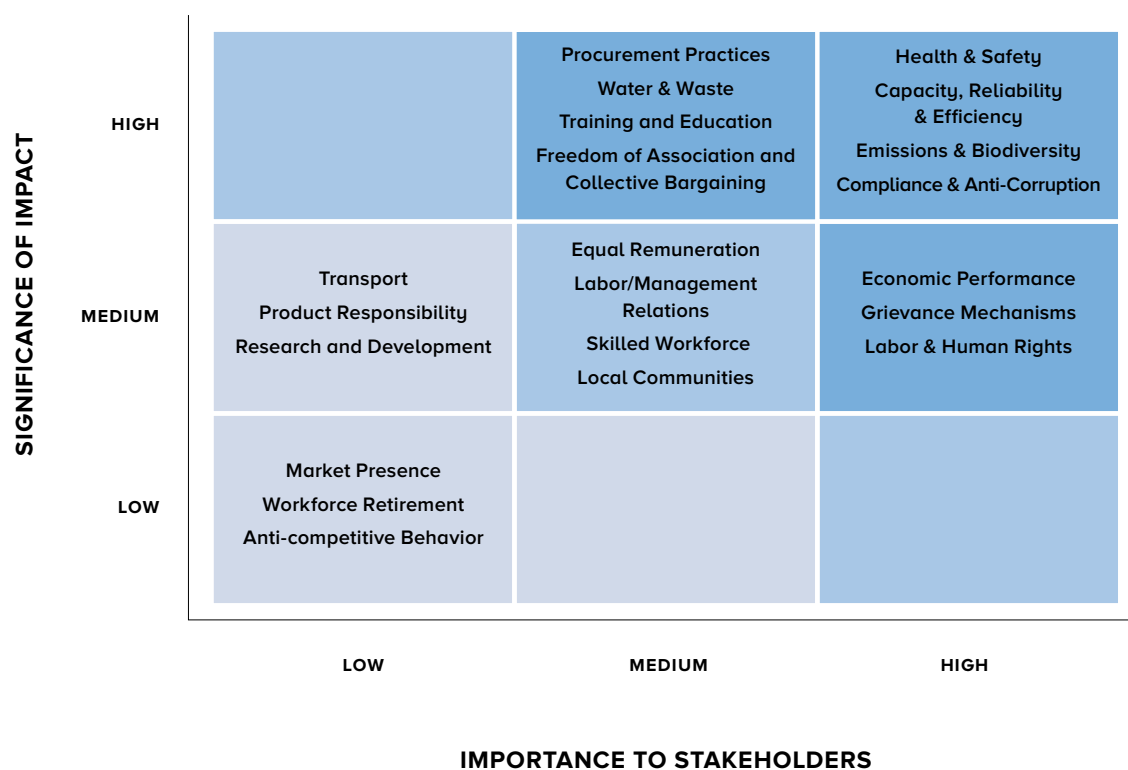 SIGNIFICANCE OF IMPACT
HIGH
Procurement Practices
Water & Waste
Training and Education
Freedom of Association and
Collective Bargaining
Health & Safety
Capacity, Reliability
& Efficiency
Emissions & Biodiversity
Compliance & Anti-Corruption
MEDIUM
Transport
Product Responsibility
Research and Development
Equal Remuneration
Labor/Management
Relations
Skilled Workforce
Local Communities
Economic Performance
Grievance Mechanisms
Labor & Human Rights
LOW
Market Presence
Workforce Retirement
Anti-competitive Behavior
LOW
MEDIUM
HIGH
IMPORTANCE TO STAKEHOLDERS